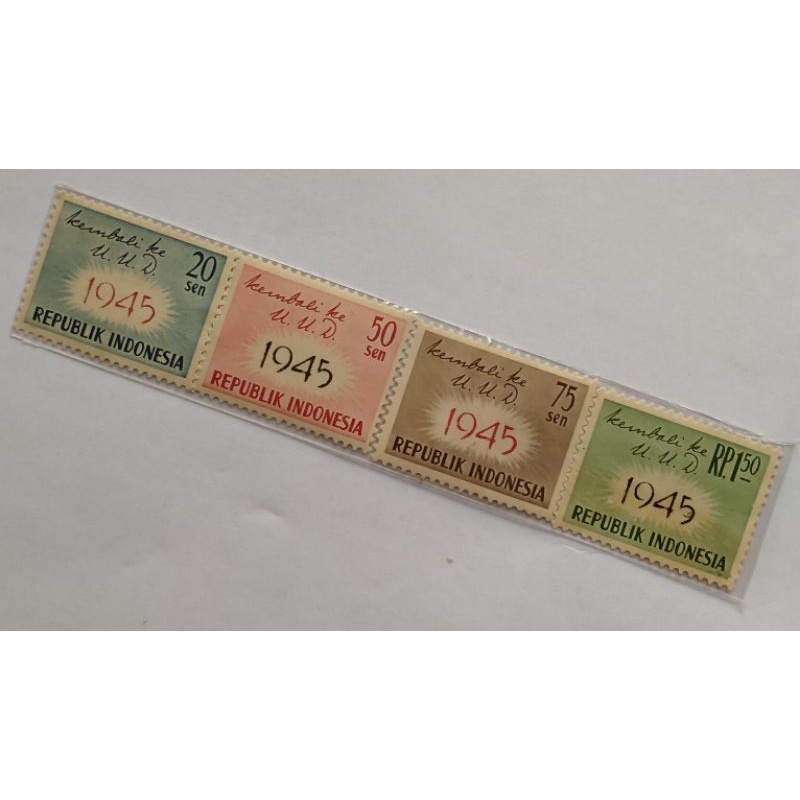 kembali ke
U. U. D.
20
sen
1945
REPUBLIK INDONESIA
kembali ke
U. U. D.
50
sen
1945
REPUBLIK INDONESIA
kembali ke
U. U. D.
75
sen
1945
REPUBLIK INDONESIA
kembali ke
U. U. D.
RP.1.50
1945
REPUBLIK INDONESIA